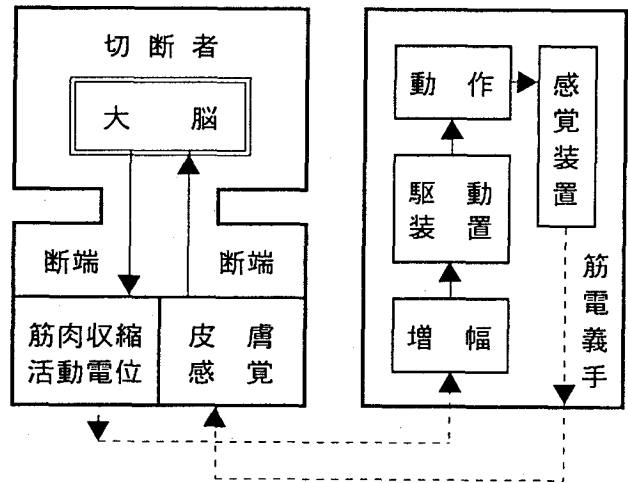 切断者
大脳
断端
断端
筋肉収縮
活動電位
皮膚
感覚
動作
感覚装置
駆動
装置
増幅
筋電義手